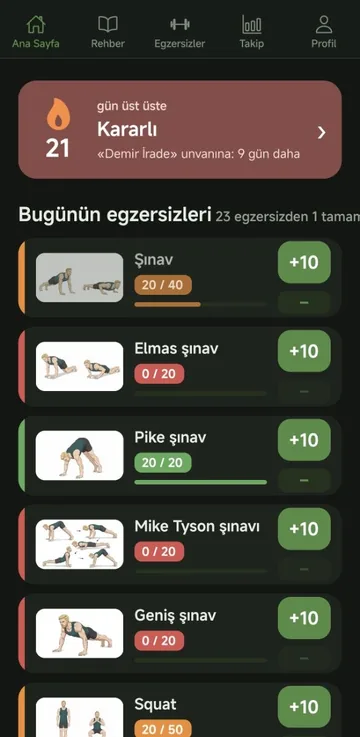 Ana Sayfa
Rehber
Egzersizler
Takip
Profil
gün üst üste
Kararlı
21
«Demir İrade» unvanına: 9 gün daha
Bugünün egzersizleri 23 egzersizden 1 tamam
Şınav
+10
20 / 40
–
Elmas şınav
+10
0 / 20
–
Pike şınav
+10
20 / 20
–
Mike Tyson şınavı
+10
0 / 20
–
Geniş şınav
+10
0 / 20
–
Squat
+10
20 / 50